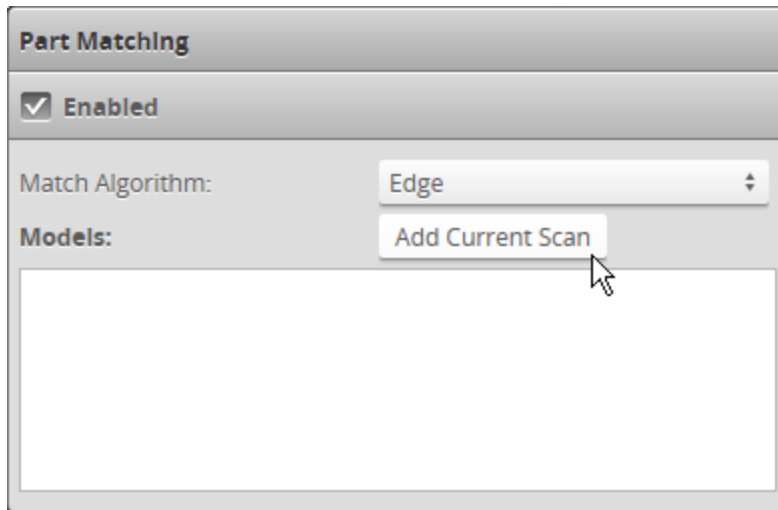 Part Matching
Enabled
Match Algorithm: Edge
Models: Add Current Scan